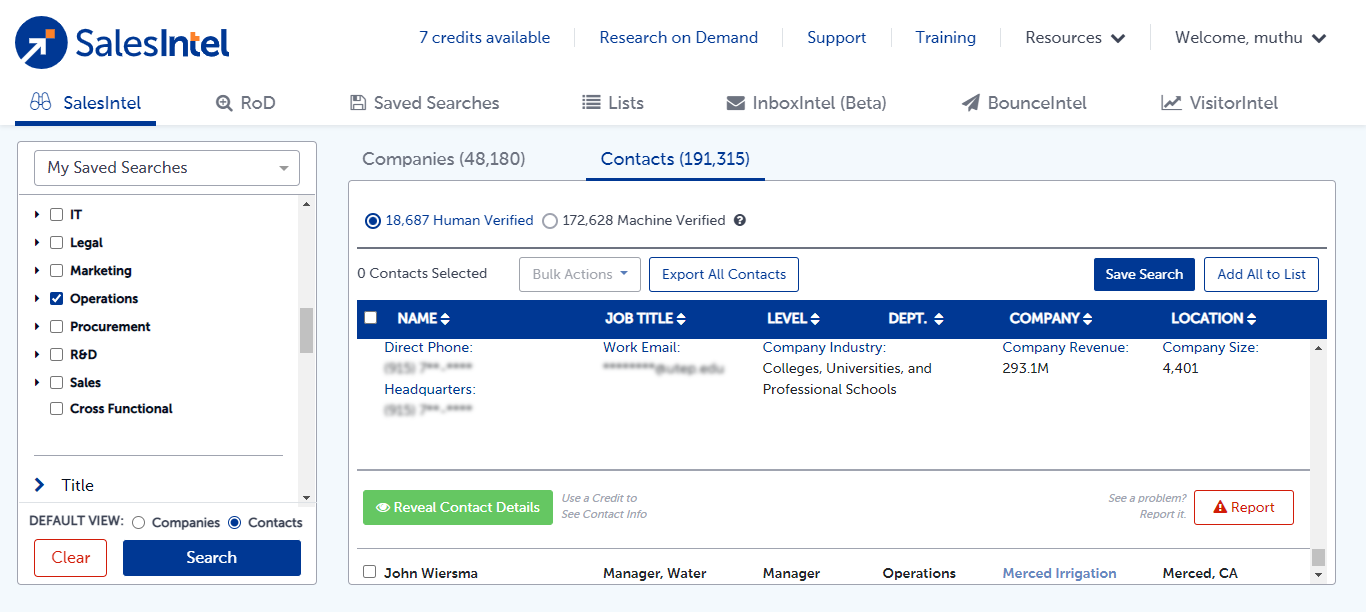 SalesIntel
7 credits available
Research on Demand
Support
Training
Resources
Welcome, muthu
SalesIntel
RoD
Saved Searches
Lists
InboxIntel (Beta)
BounceIntel
VisitorIntel
My Saved Searches
IT
Legal
Marketing
Operations
Procurement
R&D
Sales
Cross Functional
Title
DEFAULT VIEW: Companies Contacts
Clear
Search
Companies (48,180)
Contacts (191,315)
18,687 Human Verified
172,628 Machine Verified ?
0 Contacts Selected
Bulk Actions
Export All Contacts
Save Search
Add All to List
NAME
JOB TITLE
LEVEL
DEPT.
COMPANY
LOCATION
Direct Phone:
(915) 7**-****
Headquarters:
(915) 7**-****
Work Email:
********@utep.edu
Company Industry:
Colleges, Universities, and
Professional Schools
Company Revenue:
293.1M
Company Size:
4,401
Reveal Contact Details
Use a Credit to
See Contact Info
See a problem?
Report it.
Report
John Wiersma
Manager, Water
Manager
Operations
Merced Irrigation
Merced, CA